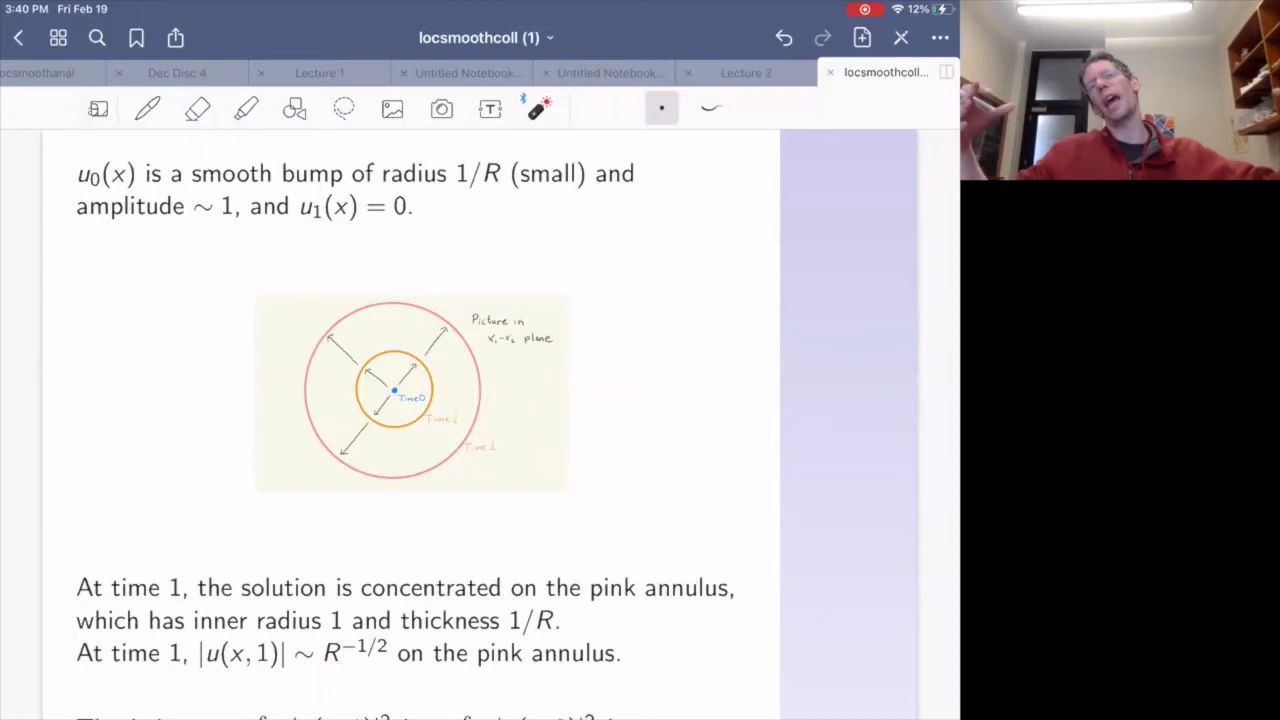 3:40 PM Fri Feb 19
12%
locsmoothcoll (1)
ocsmoothanal
Dec Disc 4
Lecture 1
Untitled Notebook...
Untitled Notebook...
Lecture 2
locsmoothcoll...
T
u₀(x) is a smooth bump of radius 1/R (small) and
amplitude ∼ 1, and u₁(x) = 0.
Picture in
x₁-x₂ plane
Time 0
Time 1
At time 1, the solution is concentrated on the pink annulus,
which has inner radius 1 and thickness 1/R.
At time 1, |u(x, 1)| ∼ R^{-1/2} on the pink annulus.